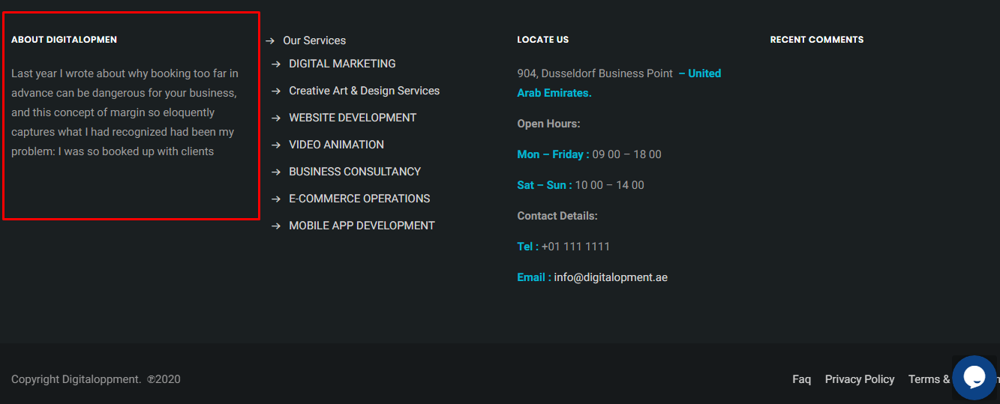 ABOUT DIGITALOPMEN
Last year I wrote about why booking too far in
advance can be dangerous for your business,
and this concept of margin so eloquently
captures what I had recognized had been my
problem: I was so booked up with clients
→ Our Services
→ DIGITAL MARKETING
→ Creative Art & Design Services
→ WEBSITE DEVELOPMENT
→ VIDEO ANIMATION
→ BUSINESS CONSULTANCY
→ E-COMMERCE OPERATIONS
→ MOBILE APP DEVELOPMENT
LOCATE US
904, Dusseldorf Business Point – United
Arab Emirates.
Open Hours:
Mon – Friday : 09 00 – 18 00
Sat – Sun : 10 00 – 14 00
Contact Details:
Tel : +01 111 1111
Email : info@digitalopment.ae
RECENT COMMENTS
Copyright Digitaloppment. ℗2020
Faq Privacy Policy Terms &